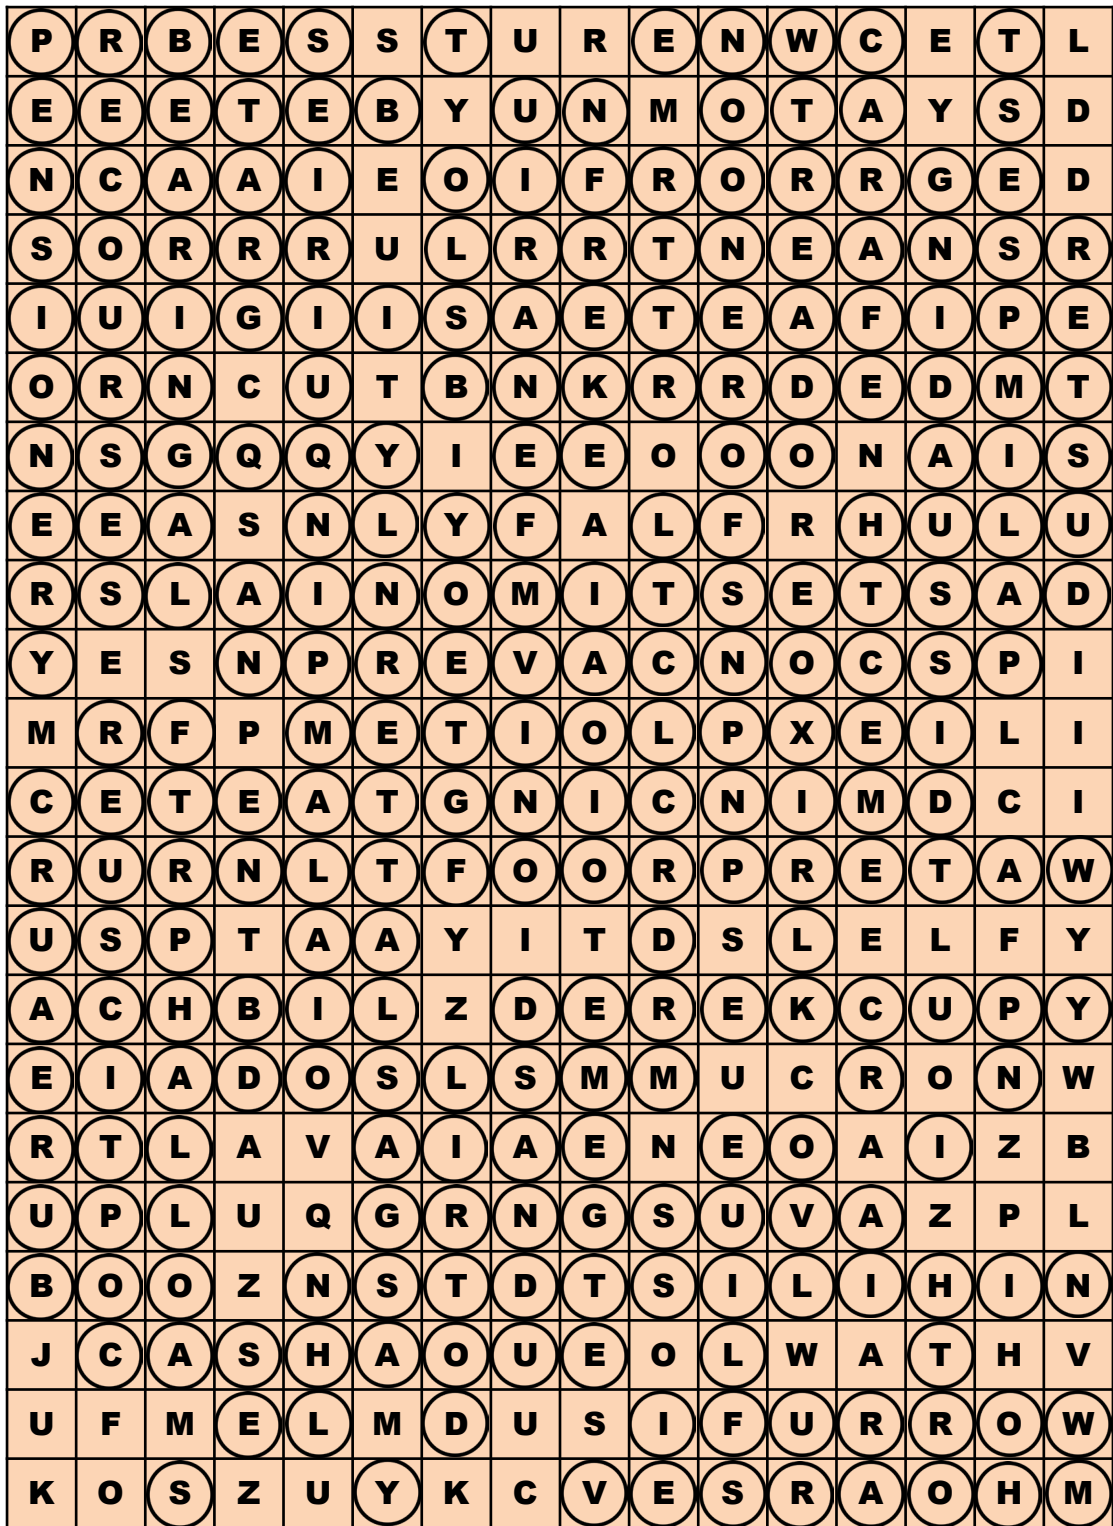 P R B E S S T U R E N W C E T L
E E E T E B Y U N M O T A Y S D
N C A A I E O I F R O R R G E D
S O R R R U L R R T N E A N S R
I U I G I I S A E T E A F I P E
O R N C U T B N K R R D E D M T
N S G Q Q Y I E E O O O N A I S
E E A S N L Y F A L F R H U L U
R S L A I N O M I T S E T S A D
Y E S N P R E V A C N O C S P I
M R F P M E T I O L P X E I L I
C E T E A T G N I C N I M D C I
R U R N L T F O O R P R E T A W
U S P T A A Y I T D S L E L F Y
A C H B I L Z D E R E K C U P Y
E I A D O S L S M M U C R O N W
R T L A V A I A E N E O A I Z B
U P L U Q G R N G S U V A Z P L
B O O Z N S T D T S I L I H I N
J C A S H A O U E O L W A T H V
U F M E L M D U S I F U R R O W
K O S Z U Y K C V E S R A O H M